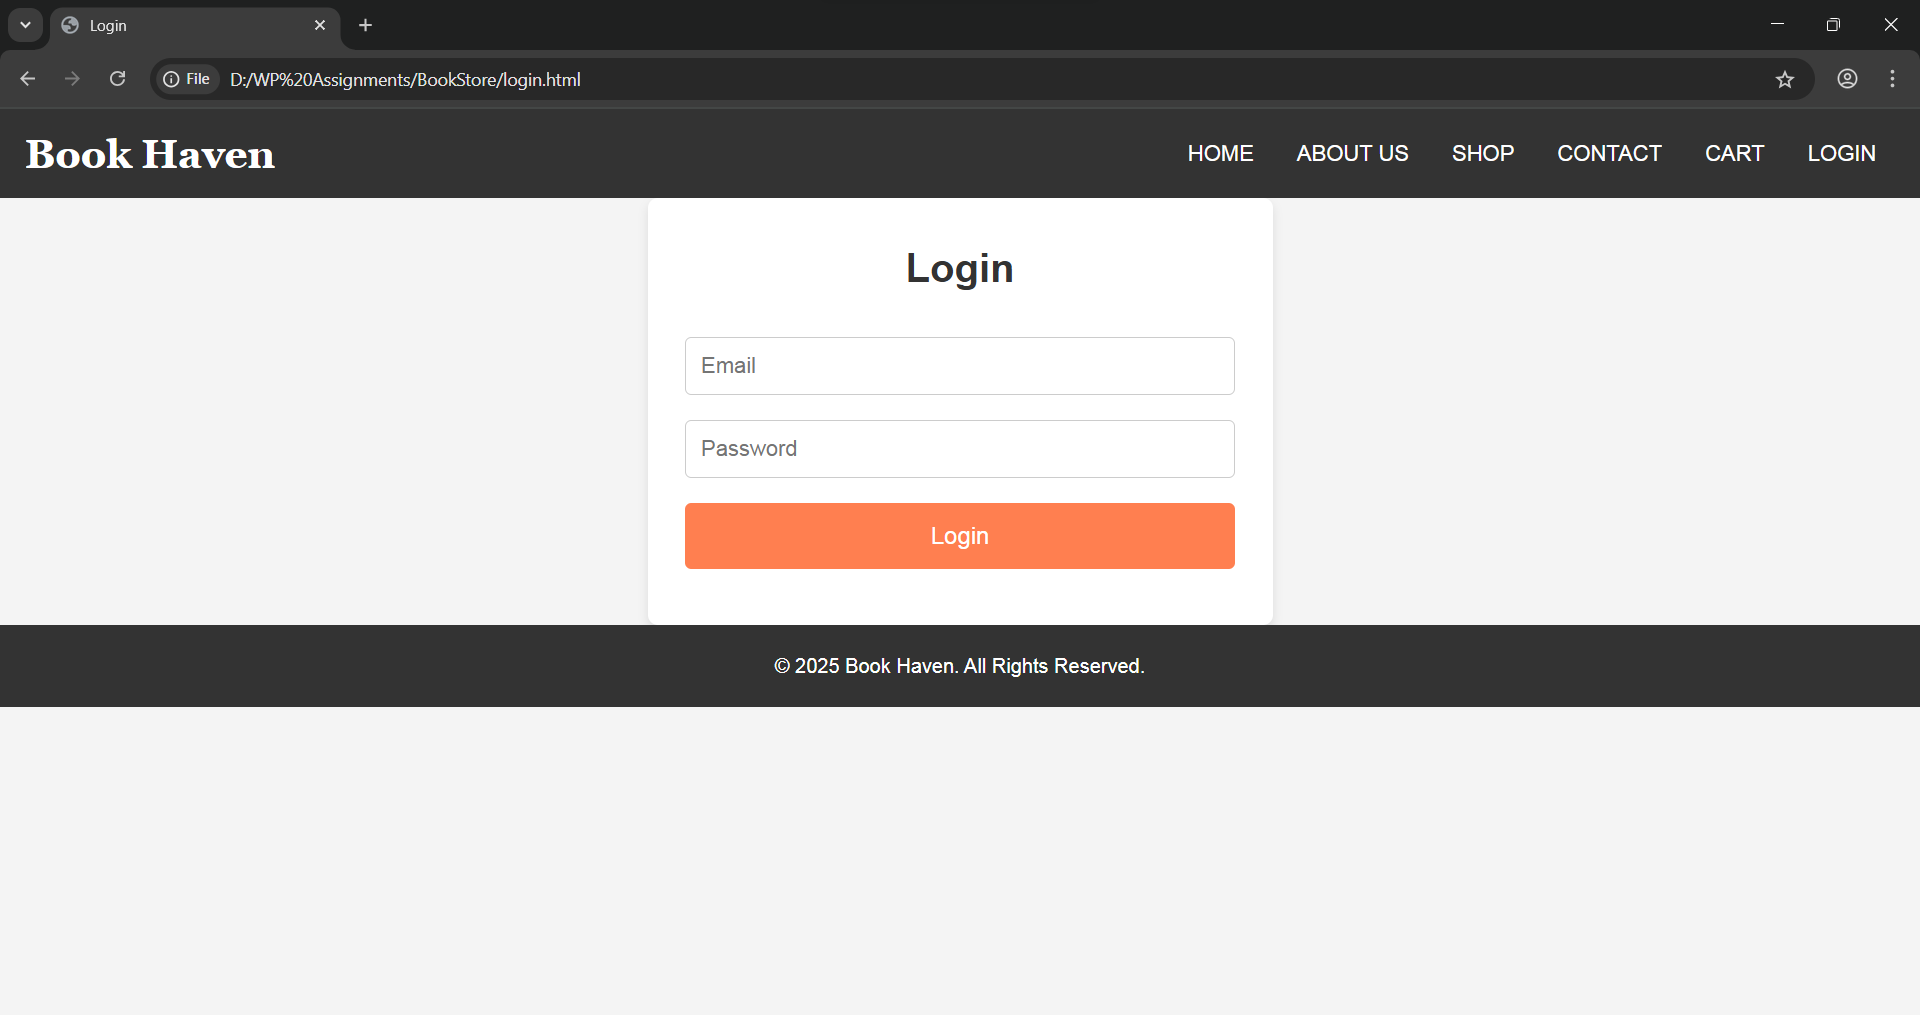 Login
File D:/WP%20Assignments/BookStore/login.html
Book Haven HOME ABOUT US SHOP CONTACT CART LOGIN
Login
Email
Password
Login
© 2025 Book Haven. All Rights Reserved.